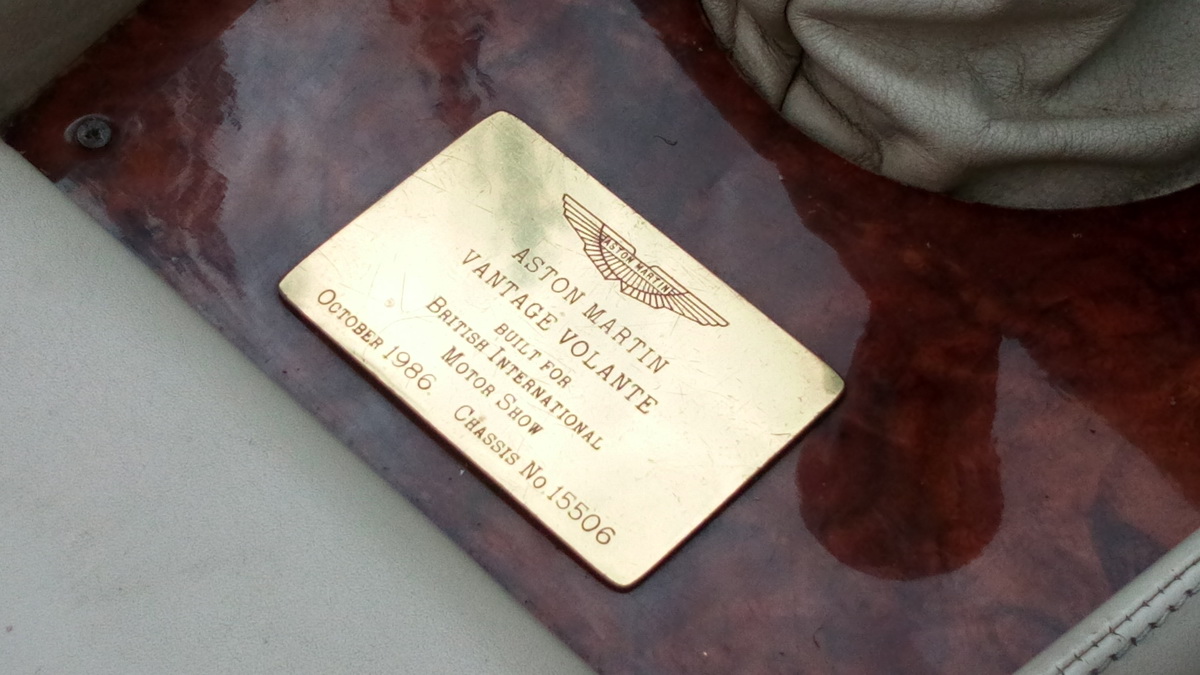 ASTON MARTIN
ASTON MARTIN
VANTAGE VOLANTE
BUILT FOR
BRITISH INTERNATIONAL
MOTOR SHOW
OCTOBER 1986. CHASSIS No. 15506